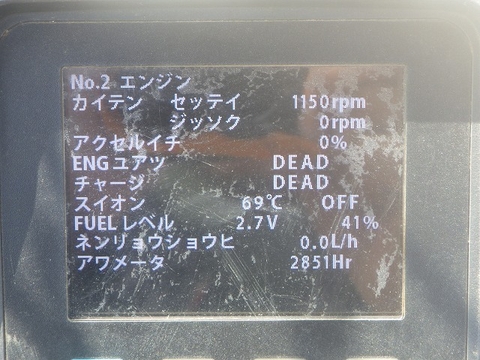 No.2 エンジン
カイテン セッテイ 1150rpm
ジッソク 0rpm
アクセルイチ 0%
ENGユアツ DEAD
チャージ DEAD
スイオン 69℃ OFF
FUELレベル 2.7V 41%
ネンリョウショウヒ 0.0L/h
アワメータ 2851Hr